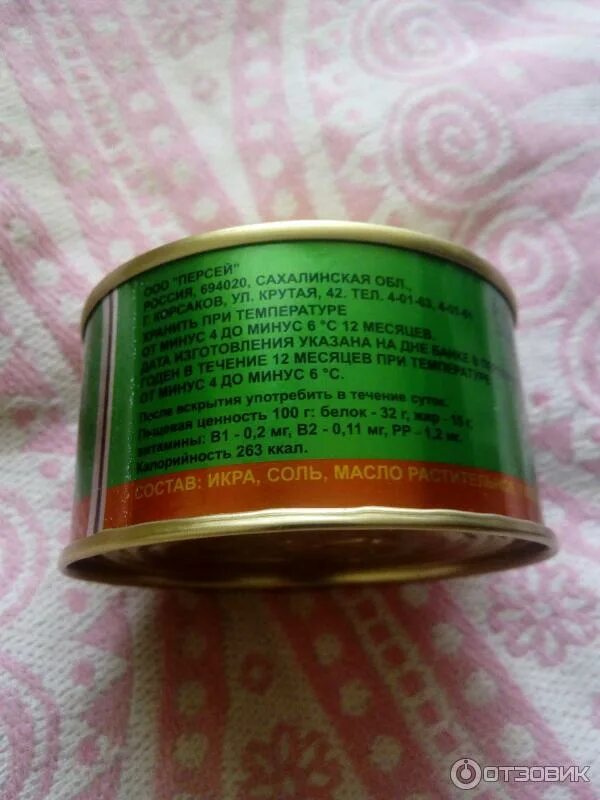 ООО "ПЕРСЕЙ"
РОССИЯ, 694020, САХАЛИНСКАЯ ОБЛ.,
Г. КОРСАКОВ, УЛ. КРУТАЯ, 42. ТЕЛ. 4-01-63,
ХРАНИТЬ ПРИ ТЕМПЕРАТУРЕ
ОТ МИНУС 4 ДО МИНУС 6 °С 12 МЕСЯЦЕВ.
ДАТА ИЗГОТОВЛЕНИЯ УКАЗАНА НА ДНЕ БАНКЕ В
ГОДЕН В ТЕЧЕНИЕ 12 МЕСЯЦЕВ ПРИ ТЕМПЕРАТУРЕ
ОТ МИНУС 4 ДО МИНУС 6 °С.
После вскрытия употребить в течение суток.
Пищевая ценность 100 г: белок - 32 г, жир - 15 г,
витамины: В1 - 0,2 мг, В2 - 0,11 мг, РР - 1,2 мг.
Калорийность 263 ккал.
СОСТАВ: ИКРА, СОЛЬ, МАСЛО РАСТИТЕЛЬНОЕ
ОТЗОВИК